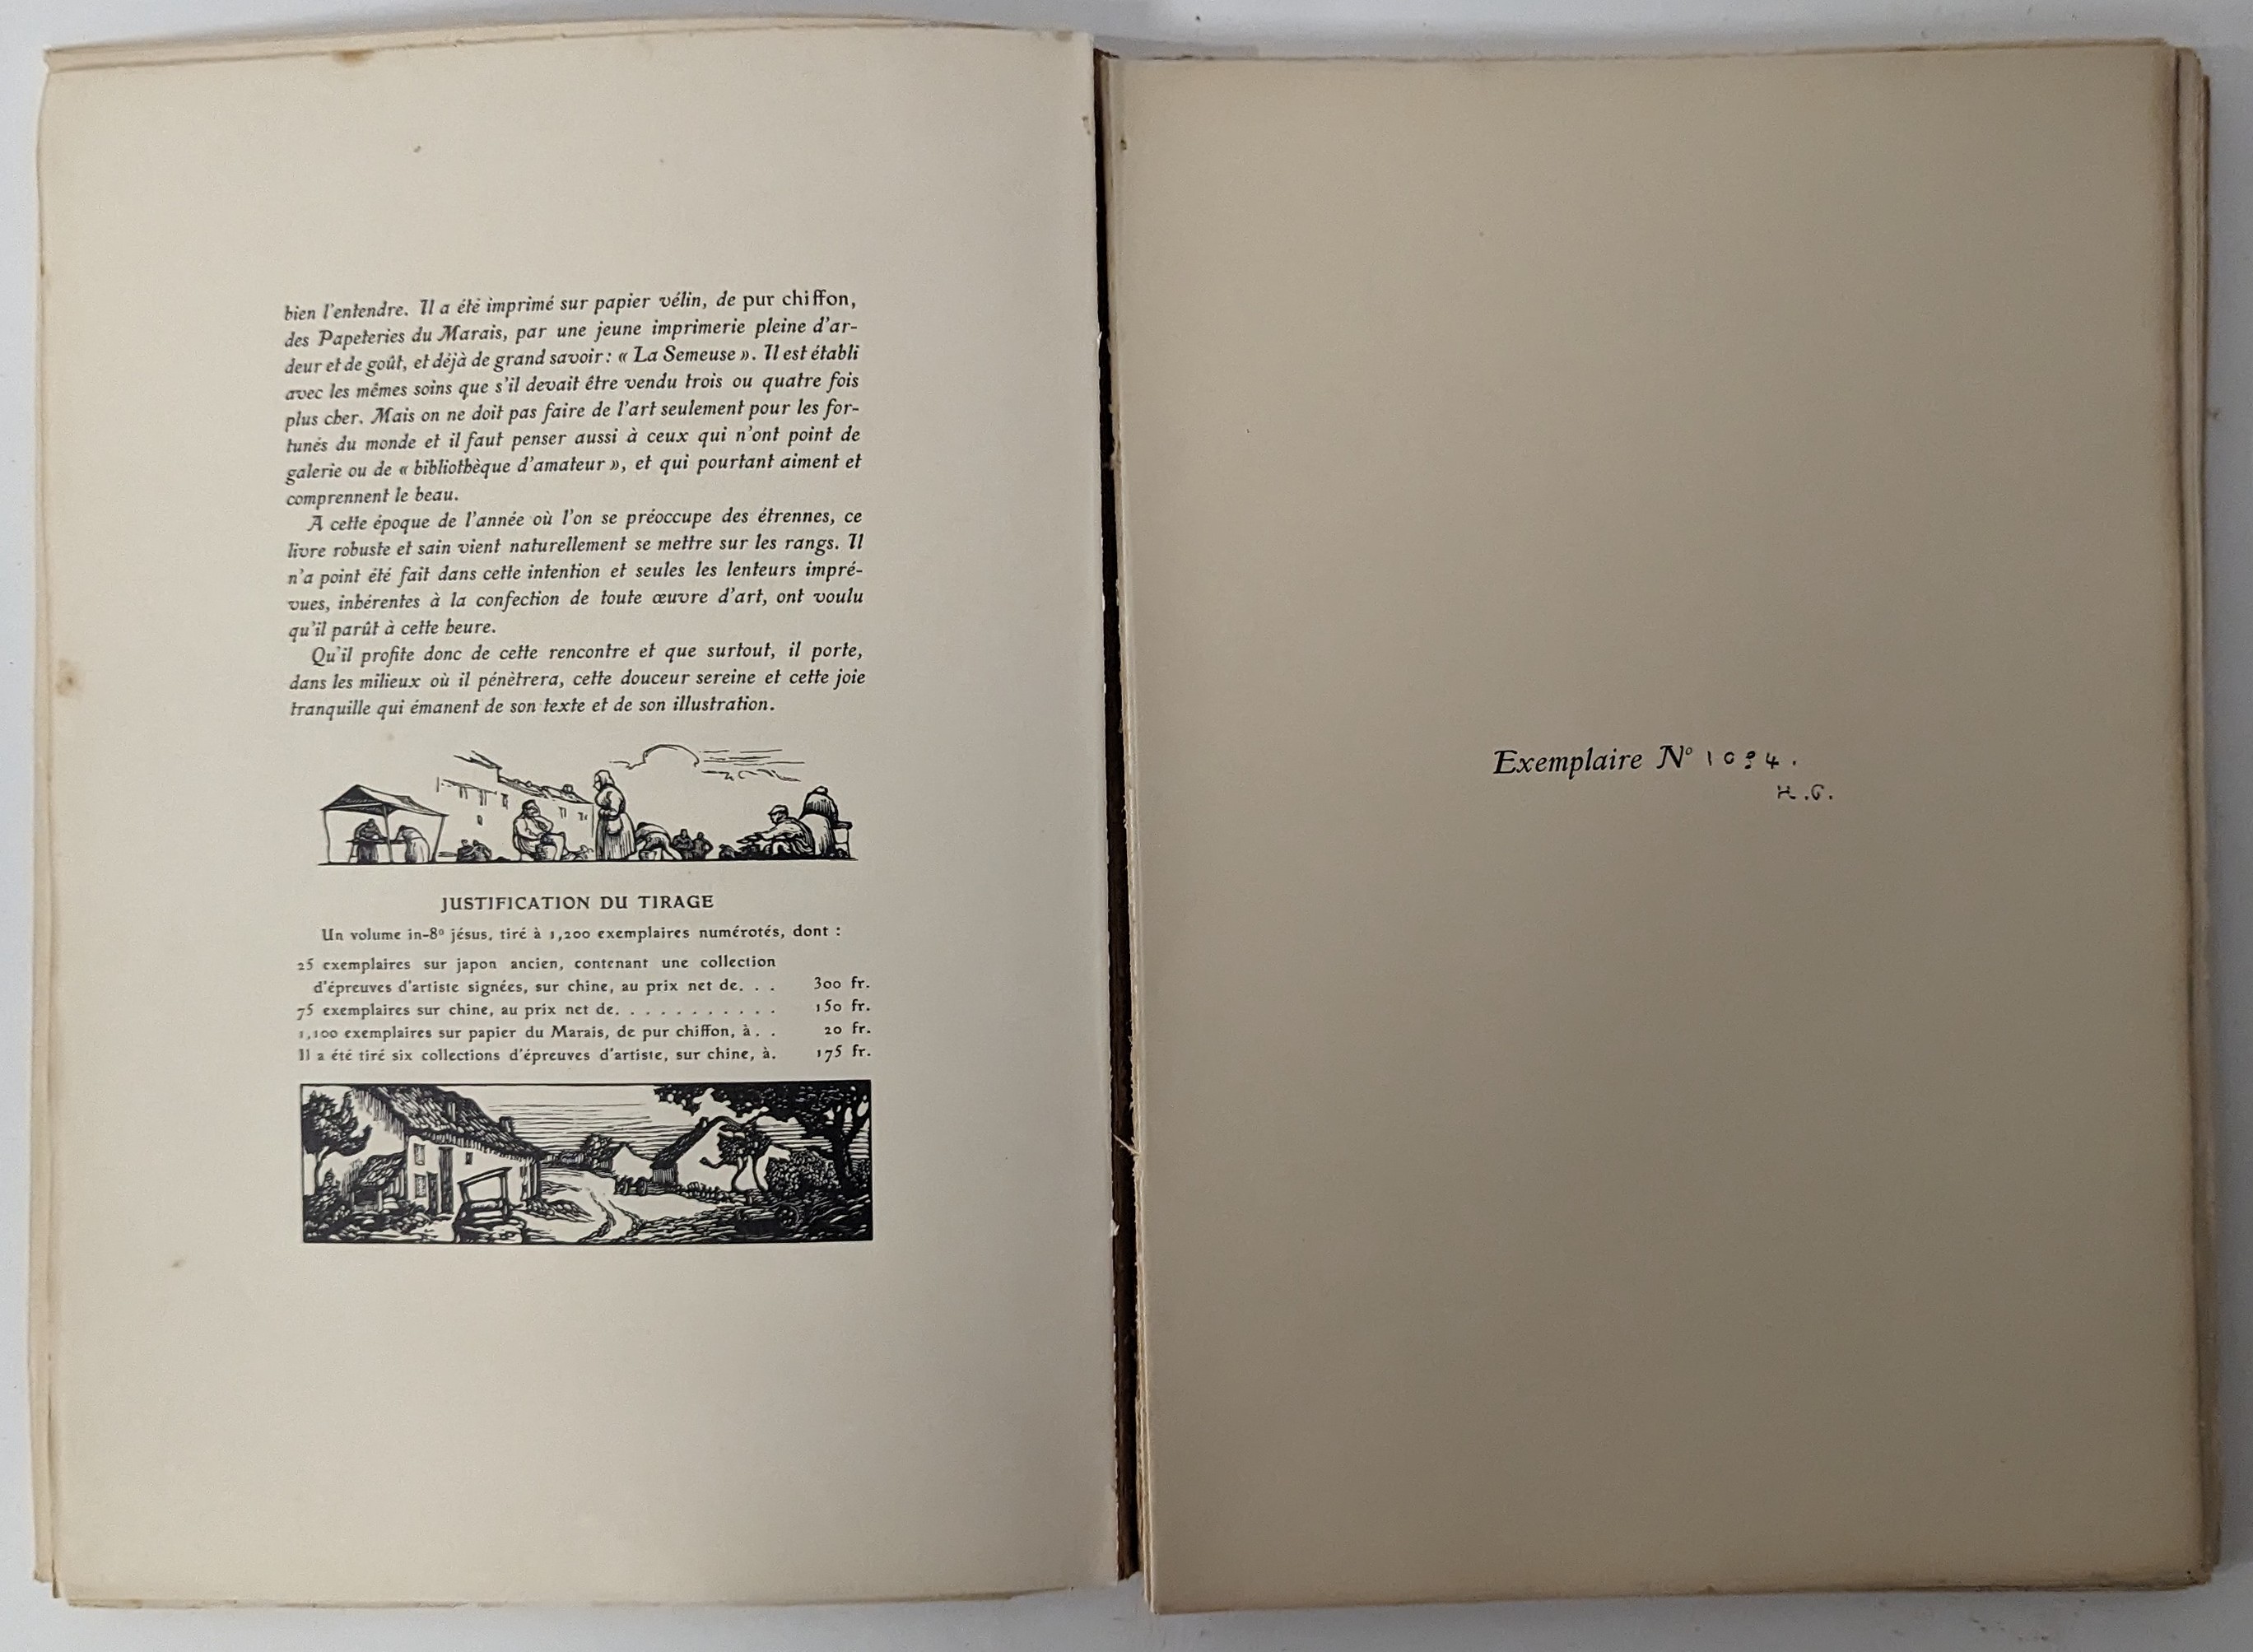 bien l'entendre. Il a été imprimé sur papier vélin, de pur chiffon,
des Papeteries du Marais, par une jeune imprimerie pleine d'ar-
deur et de goût, et déjà de grand savoir : « La Semeuse ». Il est établi
avec les mêmes soins que s'il devait être vendu trois ou quatre fois
plus cher. Mais on ne doit pas faire de l'art seulement pour les for-
tunés du monde et il faut penser aussi à ceux qui n'ont point de
galerie ou de « bibliothèque d'amateur », et qui pourtant aiment et
comprennent le beau.
A cette époque de l'année où l'on se préoccupe des étrennes, ce
livre robuste et sain vient naturellement se mettre sur les rangs. Il
n'a point été fait dans cette intention et seules les lenteurs impré-
vues, inhérentes à la confection de toute œuvre d'art, ont voulu
qu'il parût à cette heure.
Qu'il profite donc de cette rencontre et que surtout, il porte,
dans les milieux où il pénètrera, cette douceur sereine et cette joie
tranquille qui émanent de son texte et de son illustration.
JUSTIFICATION DU TIRAGE
Un volume in-8º jésus, tiré à 1,200 exemplaires numérotés, dont :
25 exemplaires sur japon ancien, contenant une collection
d'épreuves d'artiste signées, sur chine, au prix net de. . . 300 fr.
75 exemplaires sur chine, au prix net de. . . . . . . . . . . 150 fr.
1,100 exemplaires sur papier du Marais, de pur chiffon, à . . 20 fr.
Il a été tiré six collections d'épreuves d'artiste, sur chine, à. 175 fr.
Exemplaire Nº